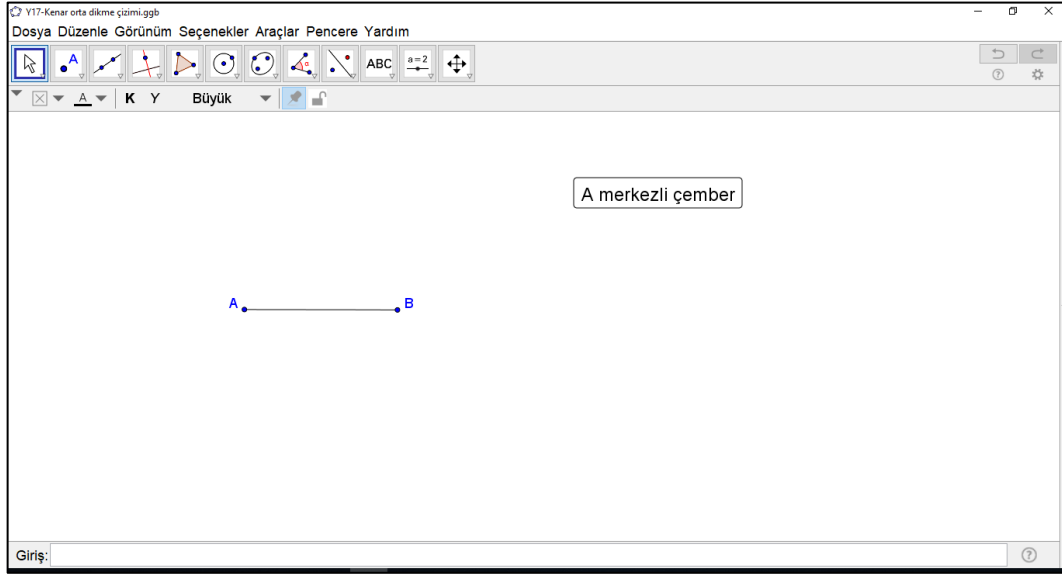 Y17-Kenar orta dikme çizimi.ggb
Dosya Düzenle Görünüm Seçenekler Araçlar Pencere Yardım
A
ABC
a=2
A K Y Büyük
A merkezli çember
A B
Giriş: